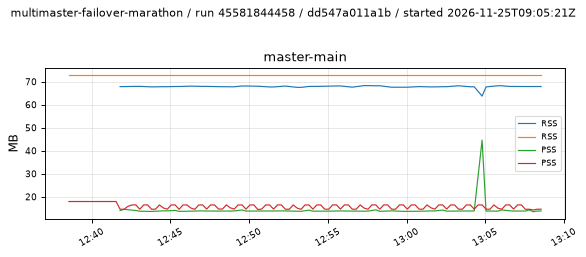 multimaster-failover-marathon / run 45581844458 / dd547a011a1b / started 2026-11-25T09:05:21Z
master-main
MB
70
60
50
40
30
20
RSS
RSS
PSS
PSS
12:40
12:45
12:50
12:55
13:00
13:05
13:10